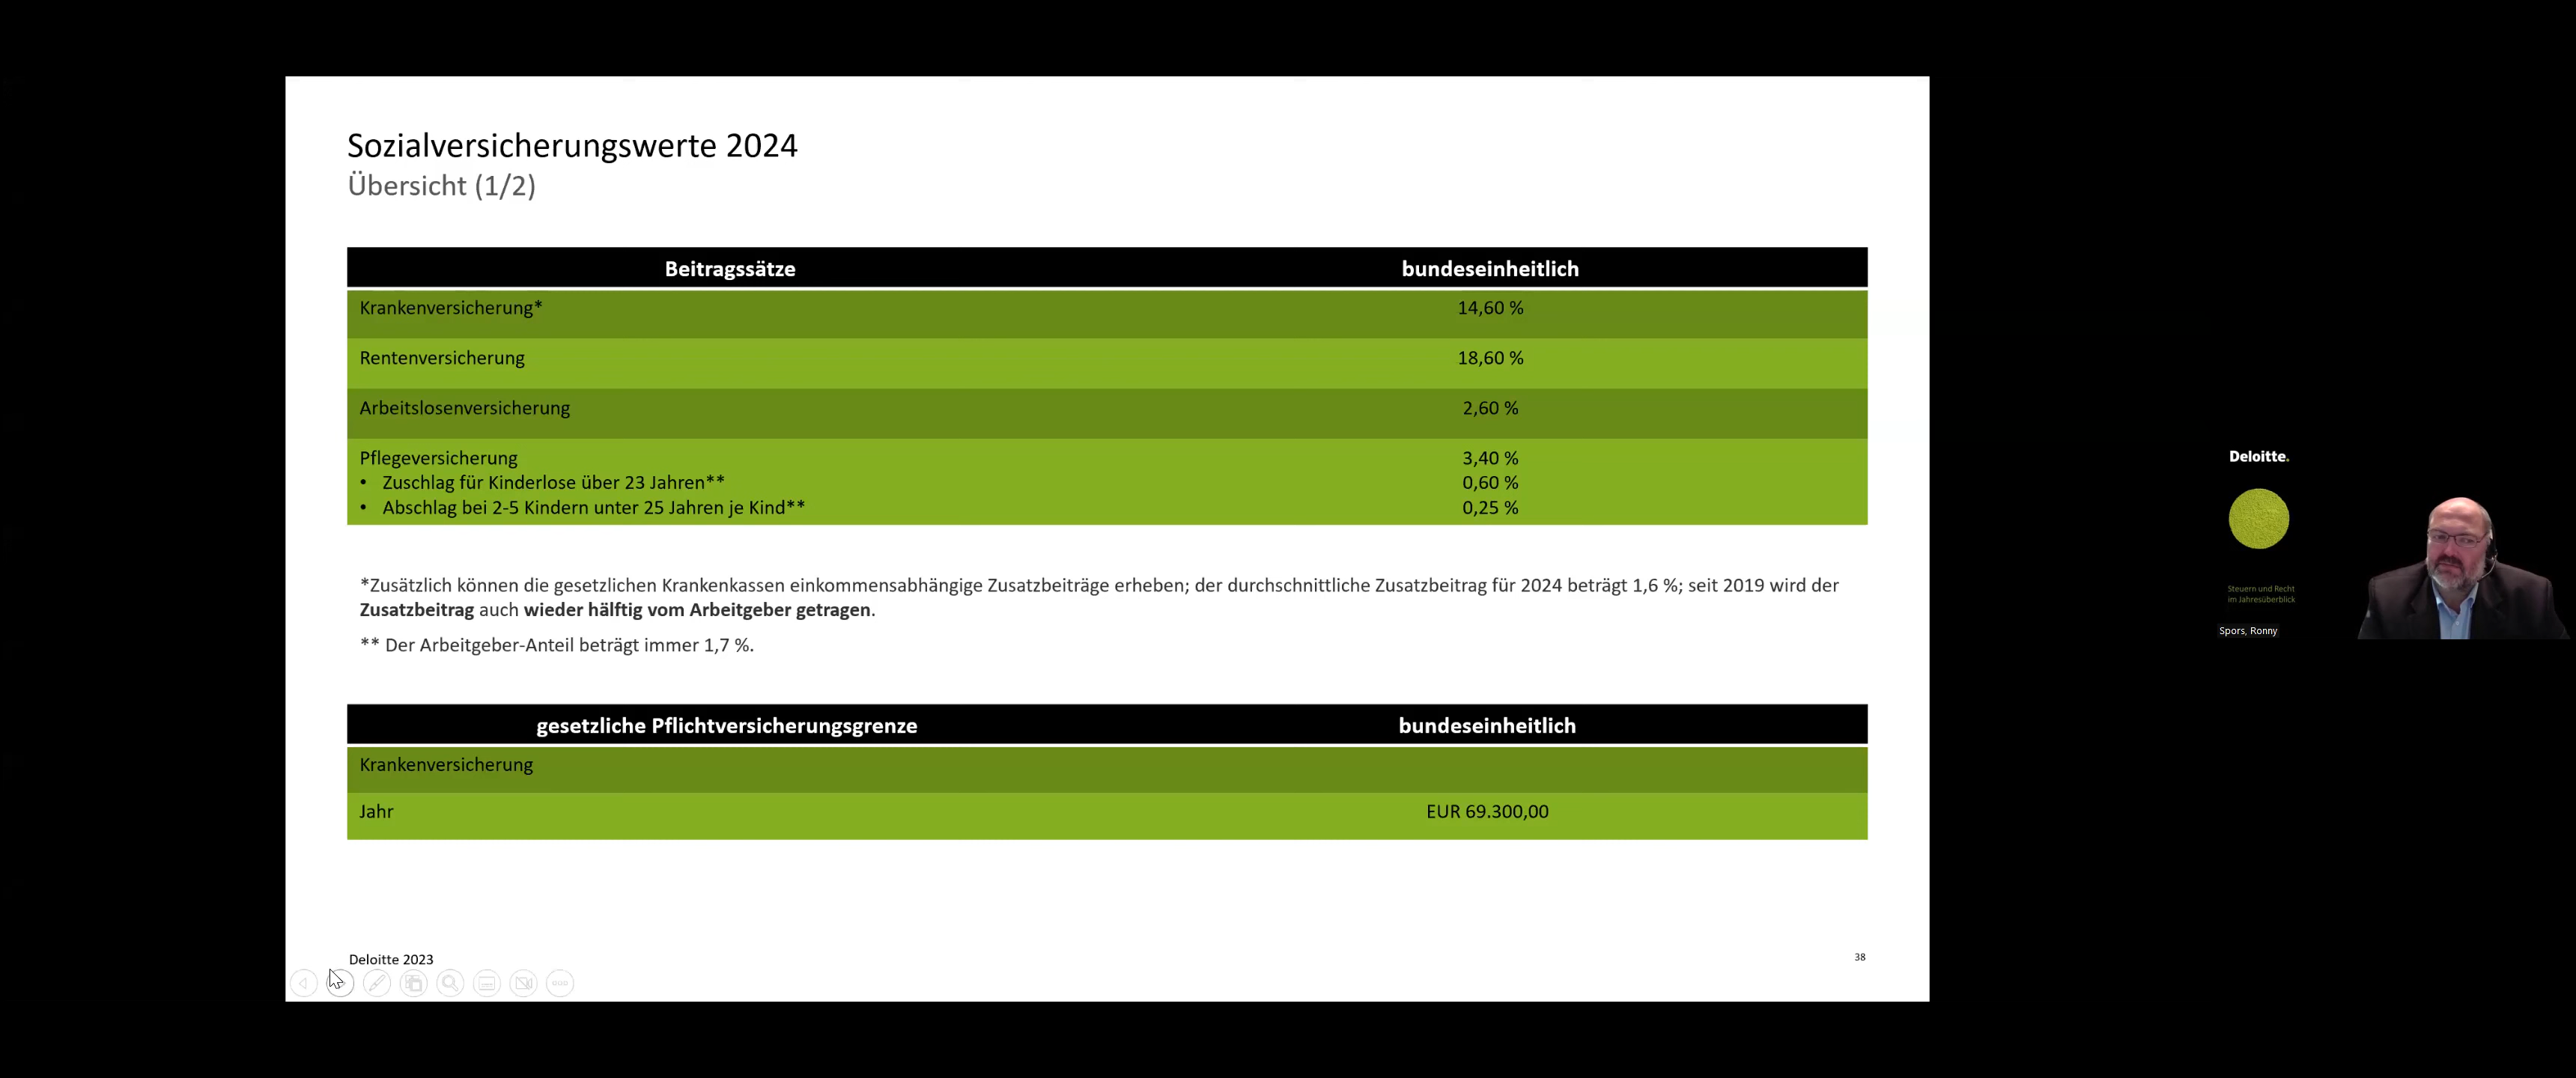 Sozialversicherungswerte 2024
Übersicht (1/2)
Beitragssätze bundeseinheitlich
Krankenversicherung* 14,60 %
Rentenversicherung 18,60 %
Arbeitslosenversicherung 2,60 %
Pflegeversicherung 3,40 %
• Zuschlag für Kinderlose über 23 Jahren** 0,60 %
• Abschlag bei 2-5 Kindern unter 25 Jahren je Kind** 0,25 %
*Zusätzlich können die gesetzlichen Krankenkassen einkommensabhängige Zusatzbeiträge erheben; der durchschnittliche Zusatzbeitrag für 2024 beträgt 1,6 %; seit 2019 wird der
Zusatzbeitrag auch wieder hälftig vom Arbeitgeber getragen.
** Der Arbeitgeber-Anteil beträgt immer 1,7 %.
gesetzliche Pflichtversicherungsgrenze bundeseinheitlich
Krankenversicherung
Jahr EUR 69.300,00
Deloitte 2023
38
Deloitte.
Steuern und Recht
im Jahresüberblick
Spors, Ronny